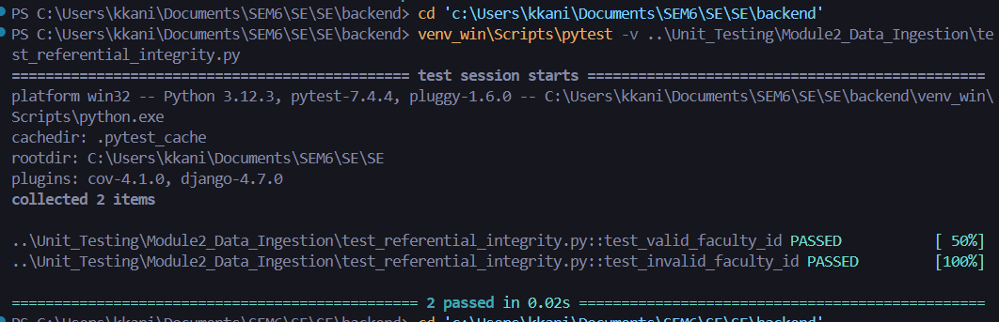 PS C:\Users\kkani\Documents\SEM6\SE\SE\backend> cd 'c:\Users\kkani\Documents\SEM6\SE\SE\backend'
PS C:\Users\kkani\Documents\SEM6\SE\SE\backend> venv_win\Scripts\pytest -v ..\Unit_Testing\Module2_Data_Ingestion\te
st_referential_integrity.py
=============================================== test session starts ===============================================
platform win32 -- Python 3.12.3, pytest-7.4.4, pluggy-1.6.0 -- C:\Users\kkani\Documents\SEM6\SE\SE\backend\venv_win\
Scripts\python.exe
cachedir: .pytest_cache
rootdir: C:\Users\kkani\Documents\SEM6\SE\SE
plugins: cov-4.1.0, django-4.7.0
collected 2 items

..\Unit_Testing\Module2_Data_Ingestion\test_referential_integrity.py::test_valid_faculty_id PASSED [ 50%]
..\Unit_Testing\Module2_Data_Ingestion\test_referential_integrity.py::test_invalid_faculty_id PASSED [100%]

================================================ 2 passed in 0.02s ================================================
PS C:\Users\kkani\Documents\SEM6\SE\SE\backend> cd 'c:\Users\kkani\Documents\SEM6\SE\SE\backend'